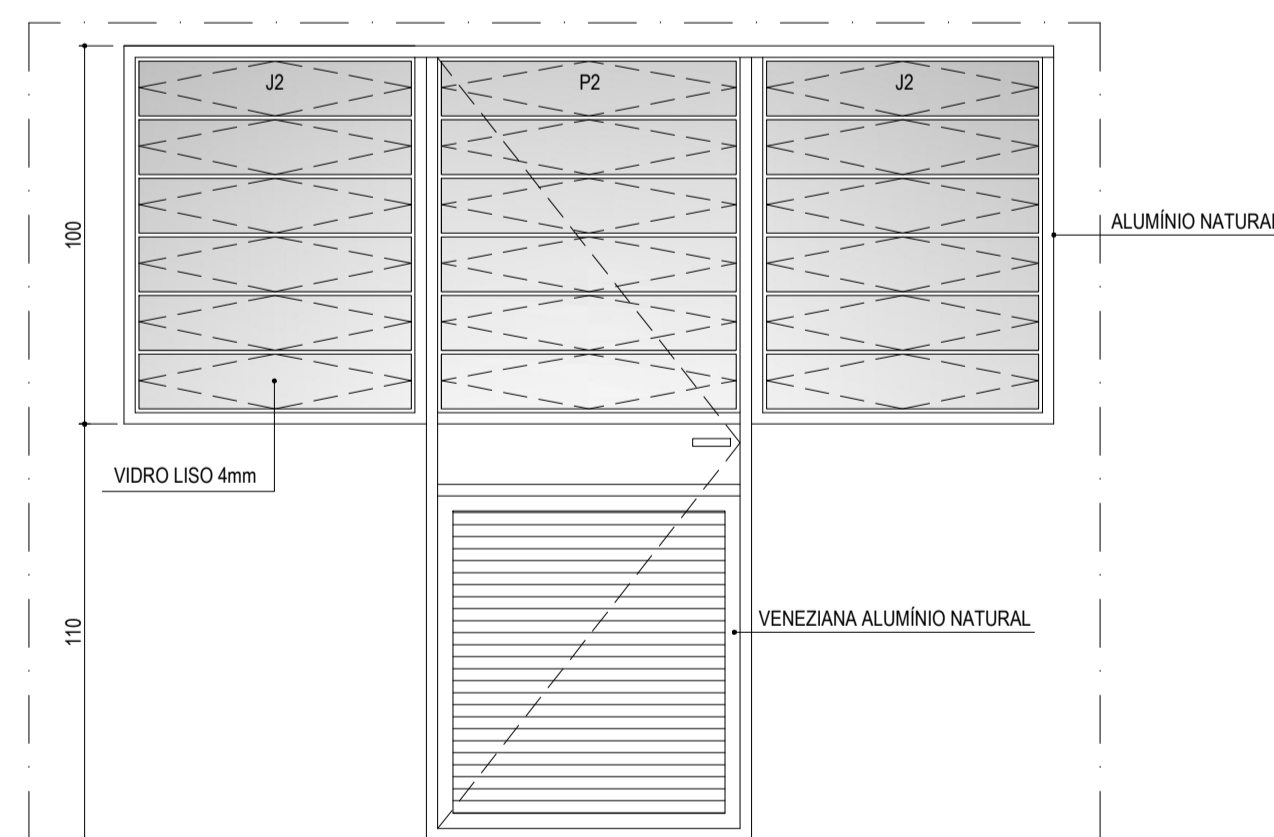 J2
P2
J2
100
ALUMÍNIO NATURAL
VIDRO LISO 4mm
110
VENEZIANA ALUMÍNIO NATURAL